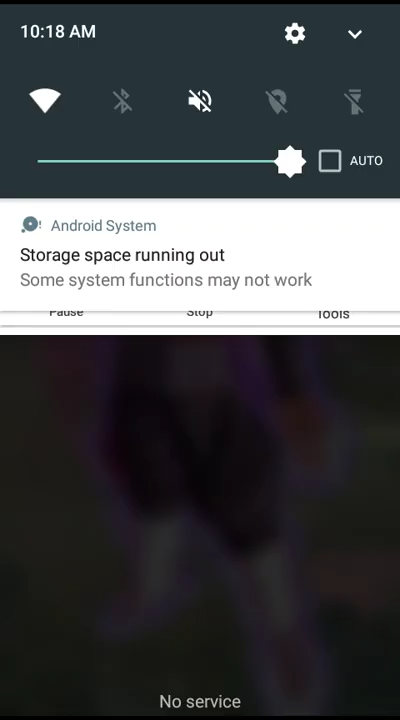 10:18 AM
AUTO
Android System
Storage space running out
Some system functions may not work
Pause Stop Tools
No service